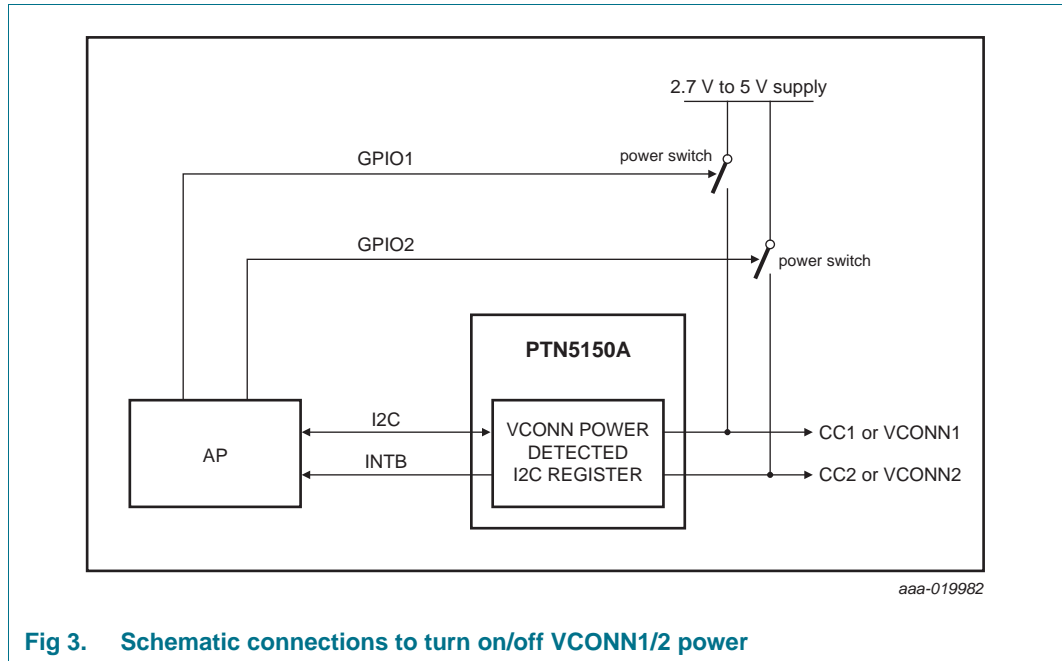 2.7 V to 5 V supply
GPIO1
power switch
GPIO2
power switch
PTN5150A
AP
I2C
INTB
VCONN POWER
DETECTED
I2C REGISTER
CC1 or VCONN1
CC2 or VCONN2
aaa-019982
Fig 3. Schematic connections to turn on/off VCONN1/2 power